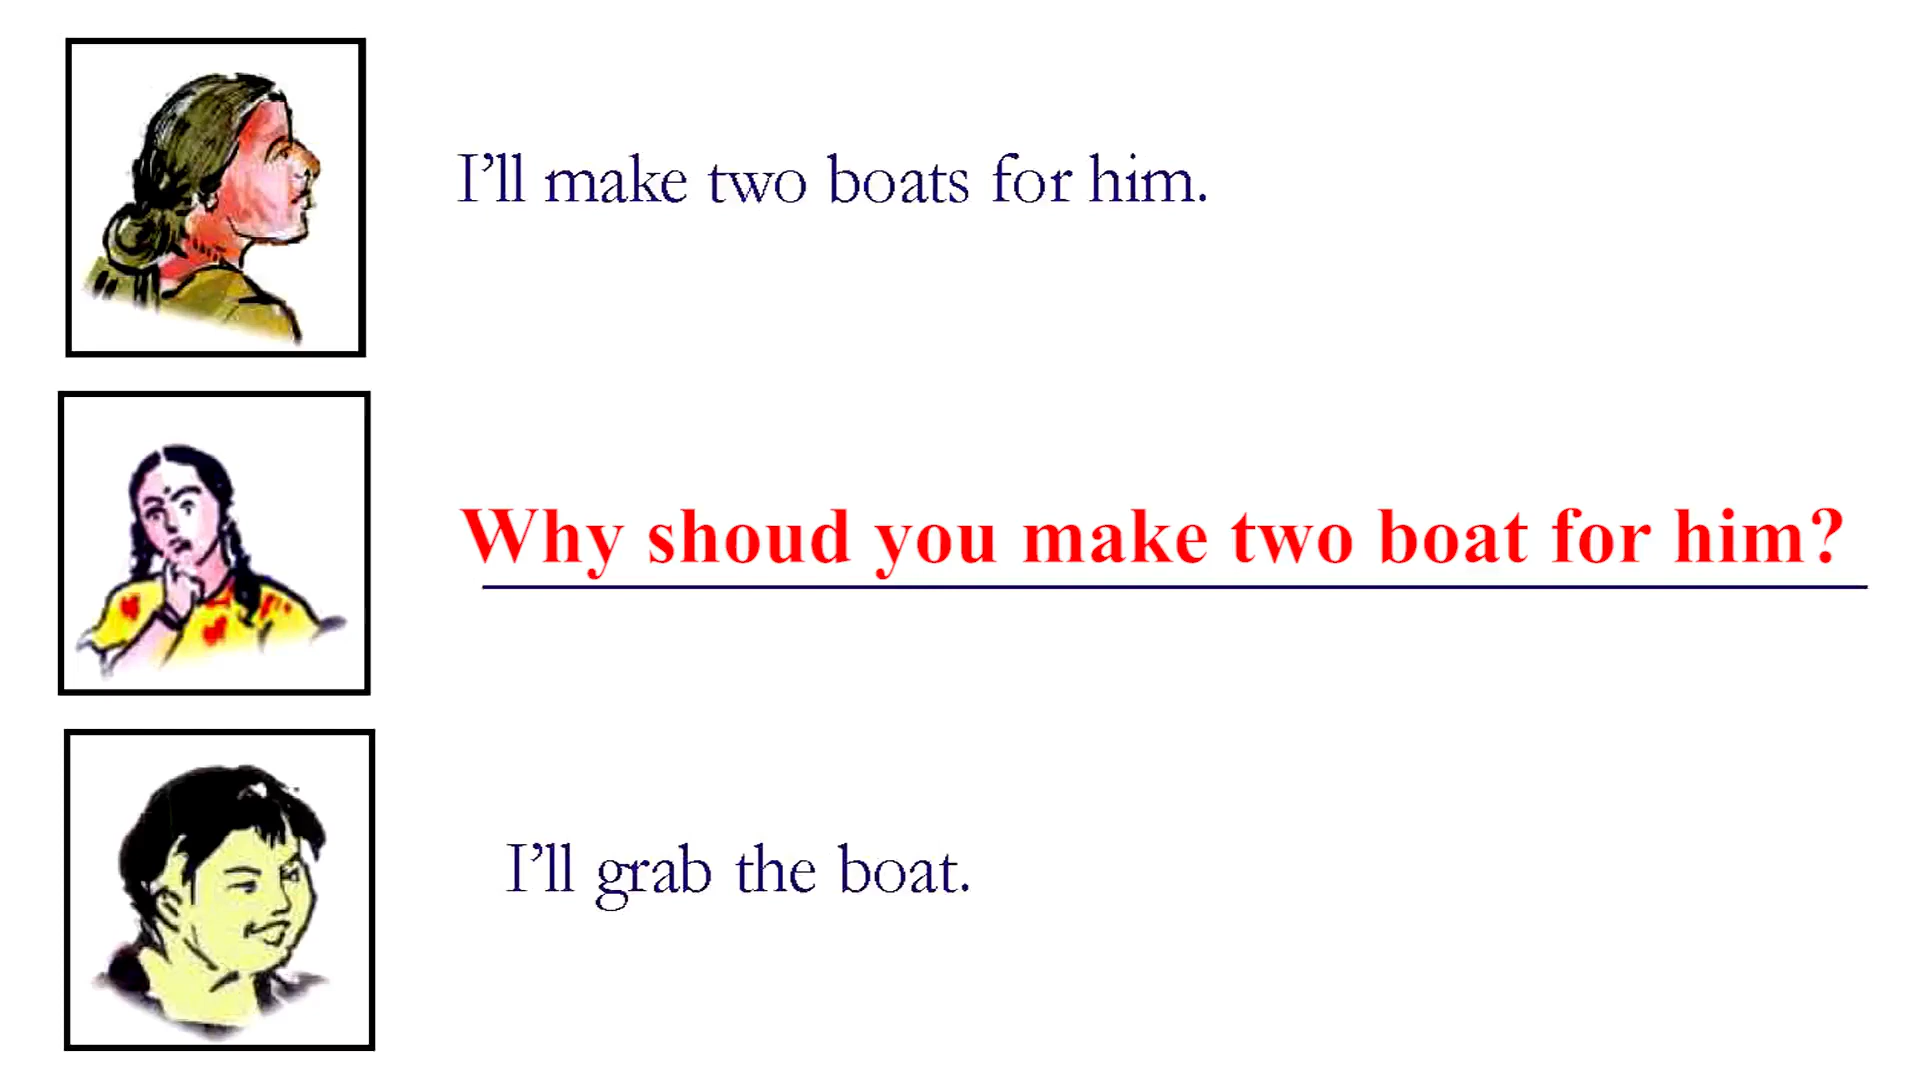 I’ll make two boats for him.
Why shoud you make two boat for him?
I’ll grab the boat.